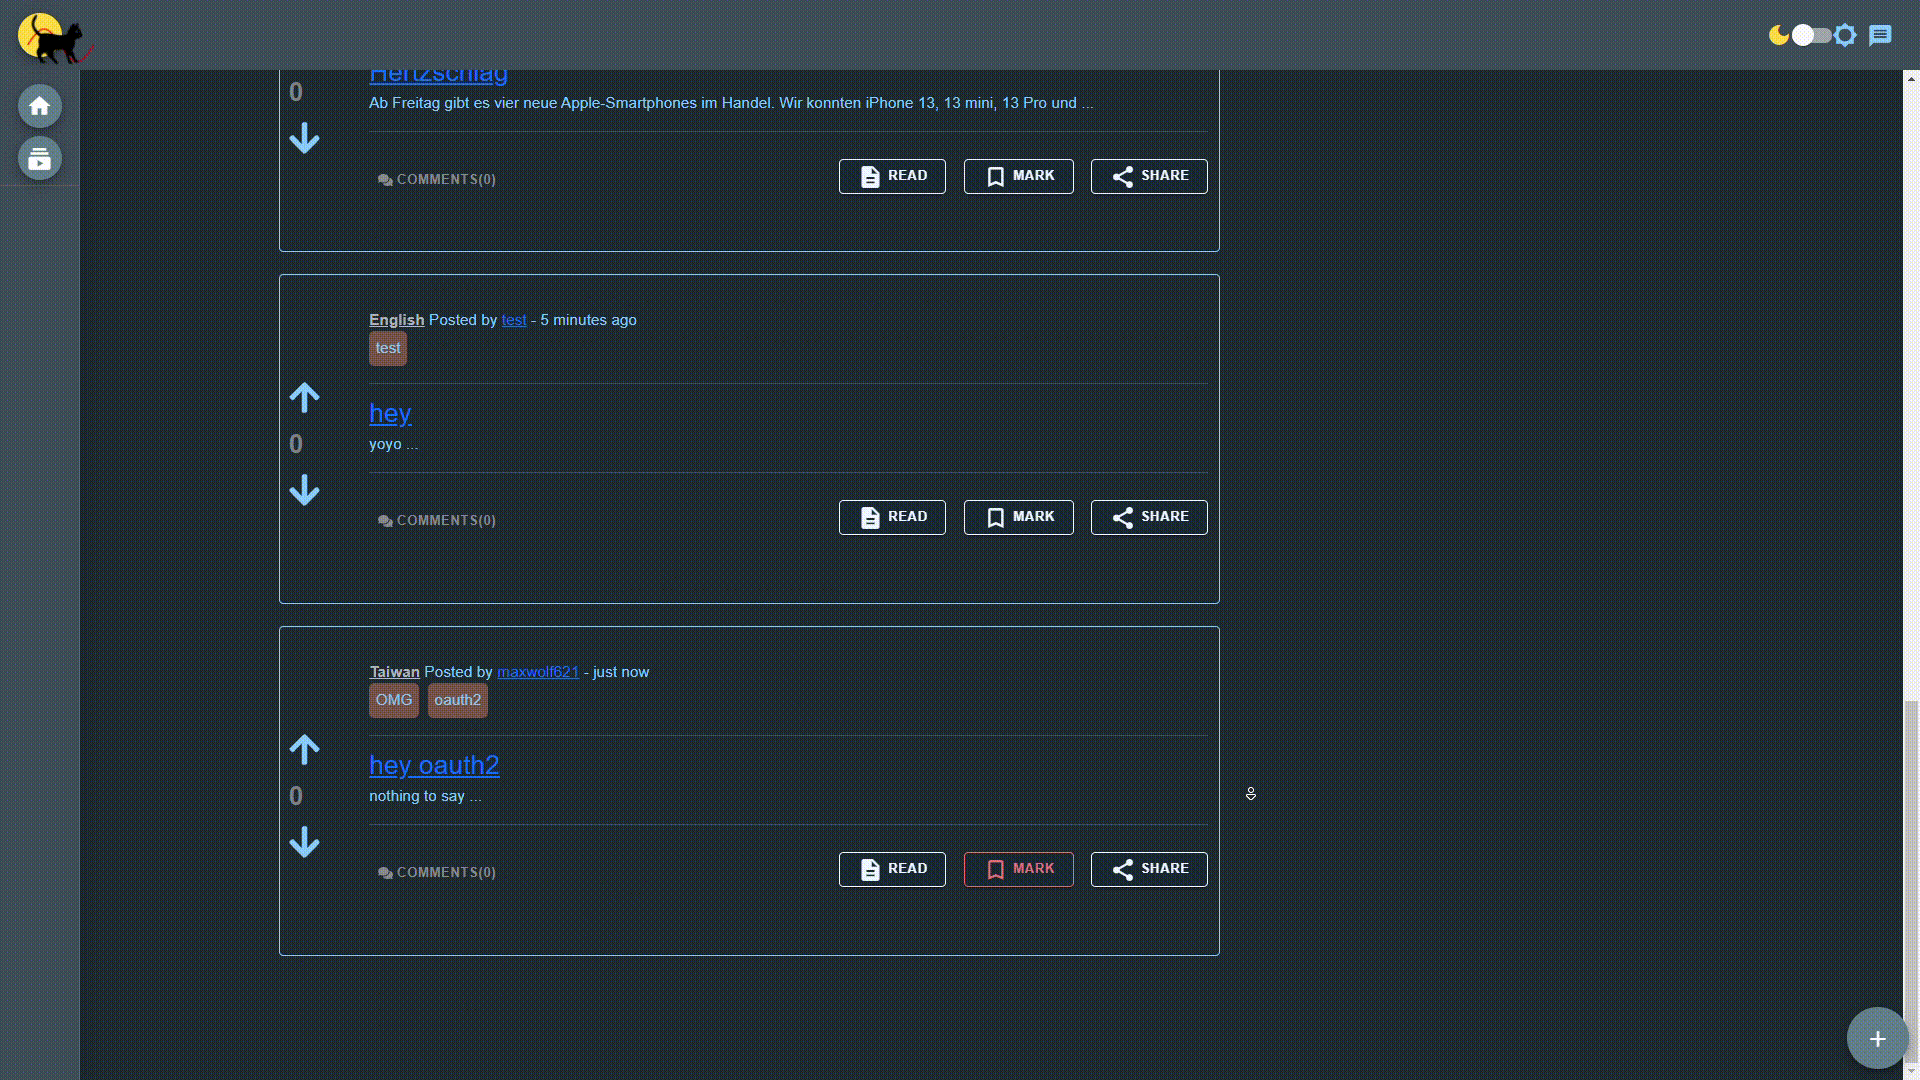 Hertzschlag
0
Ab Freitag gibt es vier neue Apple-Smartphones im Handel. Wir konnten iPhone 13, 13 mini, 13 Pro und ...
COMMENTS(0)
READ
MARK
SHARE
English Posted by test - 5 minutes ago
test
hey
0
yoyo ...
COMMENTS(0)
READ
MARK
SHARE
Taiwan Posted by maxwolf621 - just now
OMG oauth2
hey oauth2
0
nothing to say ...
COMMENTS(0)
READ
MARK
SHARE